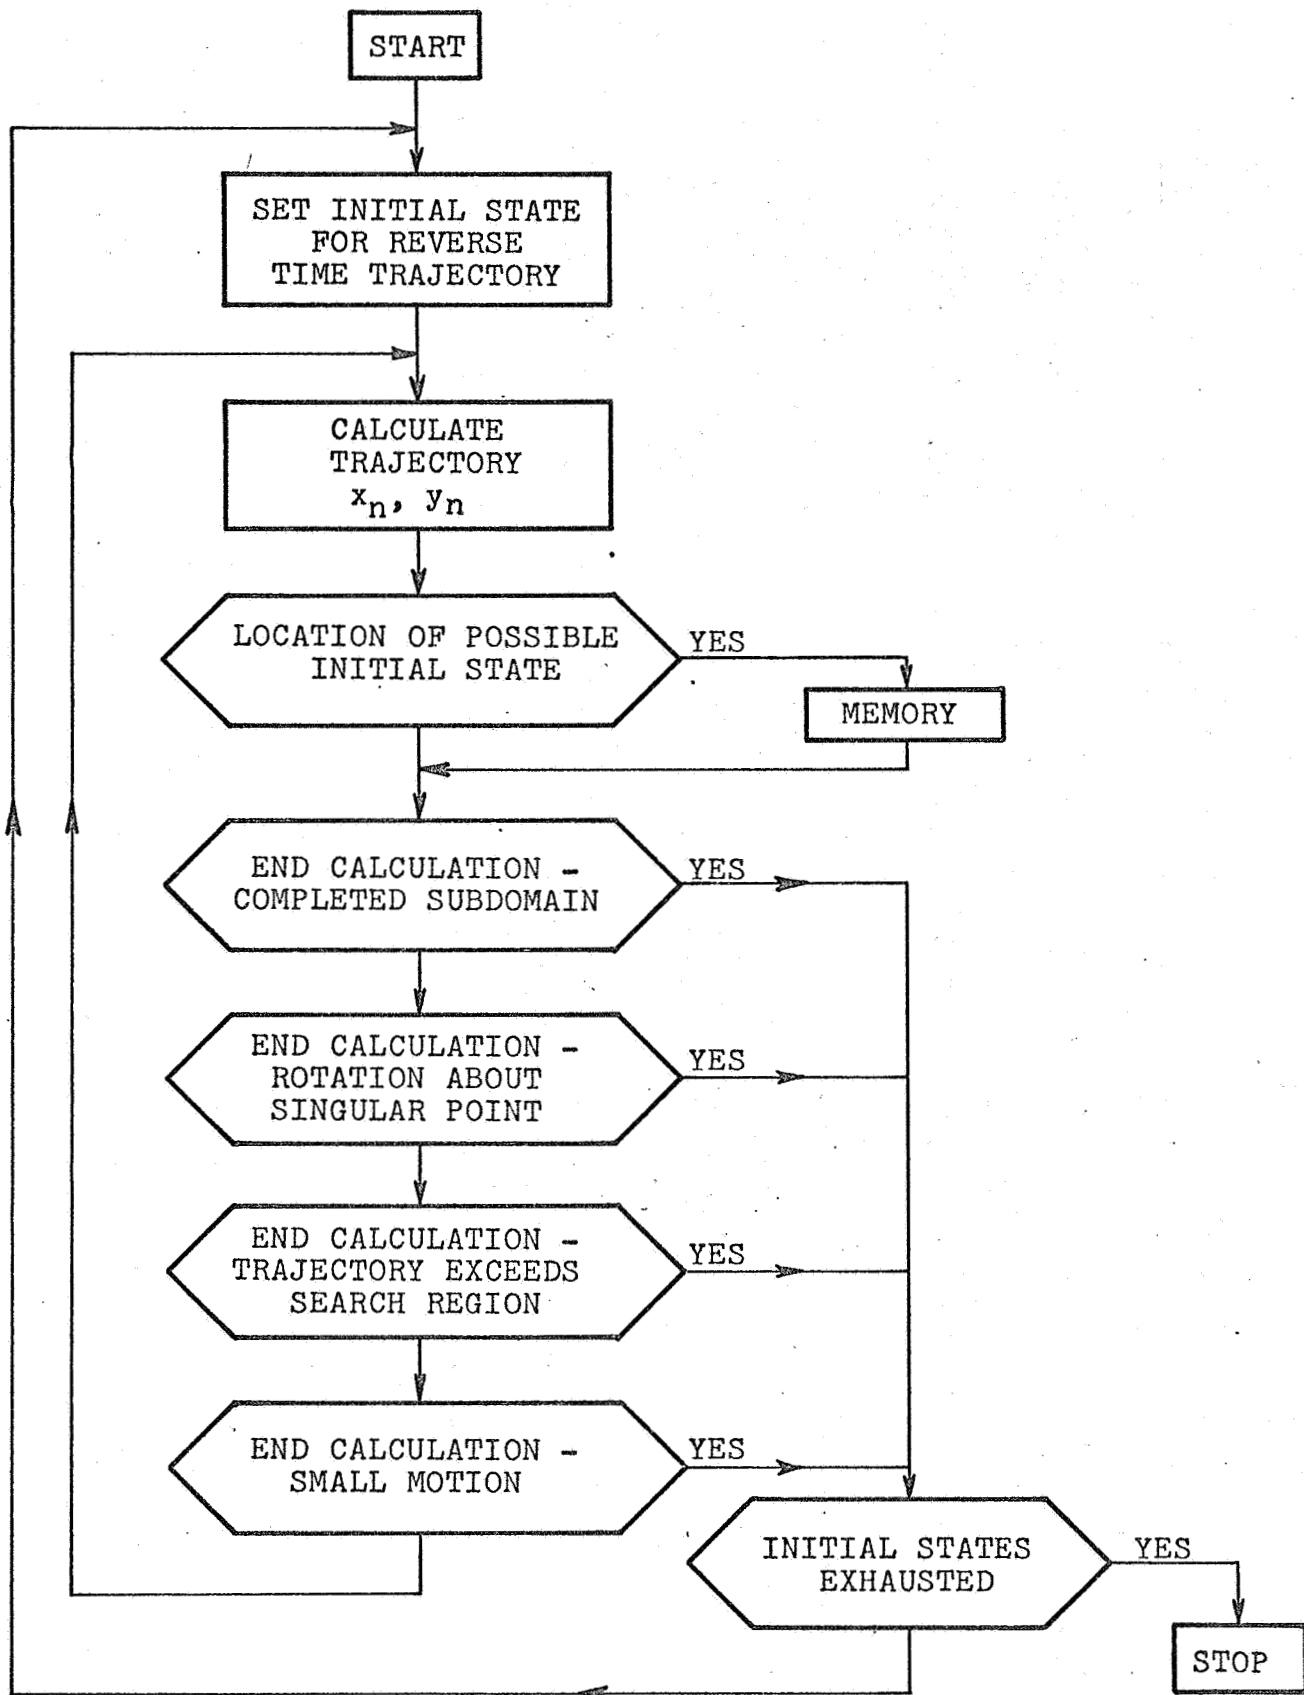 START
SET INITIAL STATE
FOR REVERSE
TIME TRAJECTORY
CALCULATE
TRAJECTORY
xn, yn
LOCATION OF POSSIBLE
INITIAL STATE
YES
MEMORY
END CALCULATION -
COMPLETED SUBDOMAIN
YES
END CALCULATION -
ROTATION ABOUT
SINGULAR POINT
YES
END CALCULATION -
TRAJECTORY EXCEEDS
SEARCH REGION
YES
END CALCULATION -
SMALL MOTION
YES
INITIAL STATES
EXHAUSTED
YES
STOP